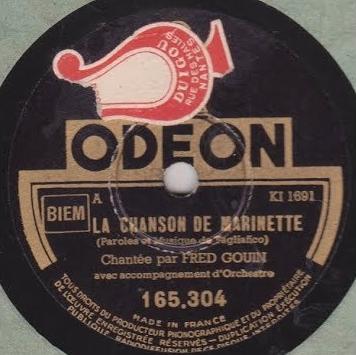 DUIGOU
RUE DES HALLES
NANTES
ODEON
BIEM
A
KI 1691
LA CHANSON DE MARINETTE
(Paroles et Musique de Tagliafico)
Chantée par FRED GOUIN
avec accompagnement d'Orchestre
165.304
MADE IN FRANCE
TOUS DROITS DU PRODUCTEUR PHONOGRAPHIQUE ET DU PROPRIÉTAIRE
DE L'ŒUVRE ENREGISTRÉE RÉSERVÉS - DUPLICATION EXÉCUTION
PUBLIQUE RADIODIFFUSION DE CE DISQUE INTERDITES